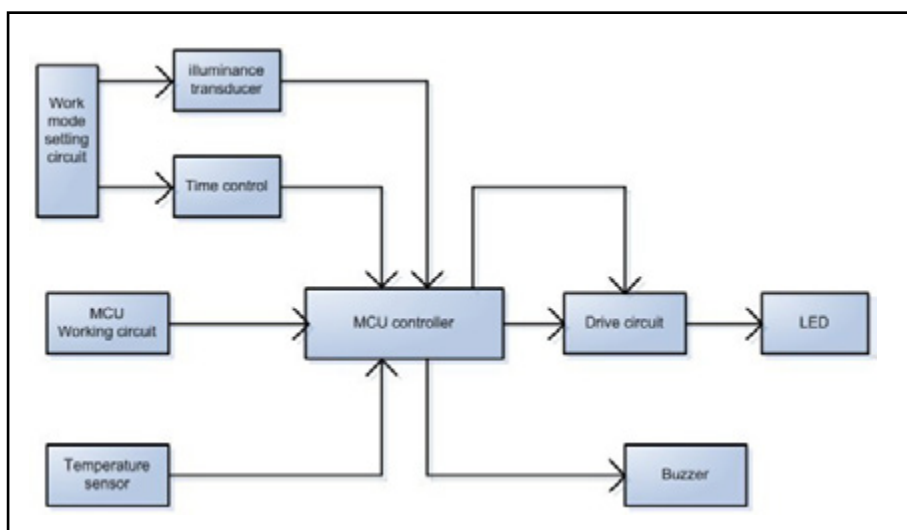 illuminance
transducer
Work
mode
setting
circuit
Time control
MCU
Working circuit
MCU controller
Drive circuit
LED
Temperature
sensor
Buzzer